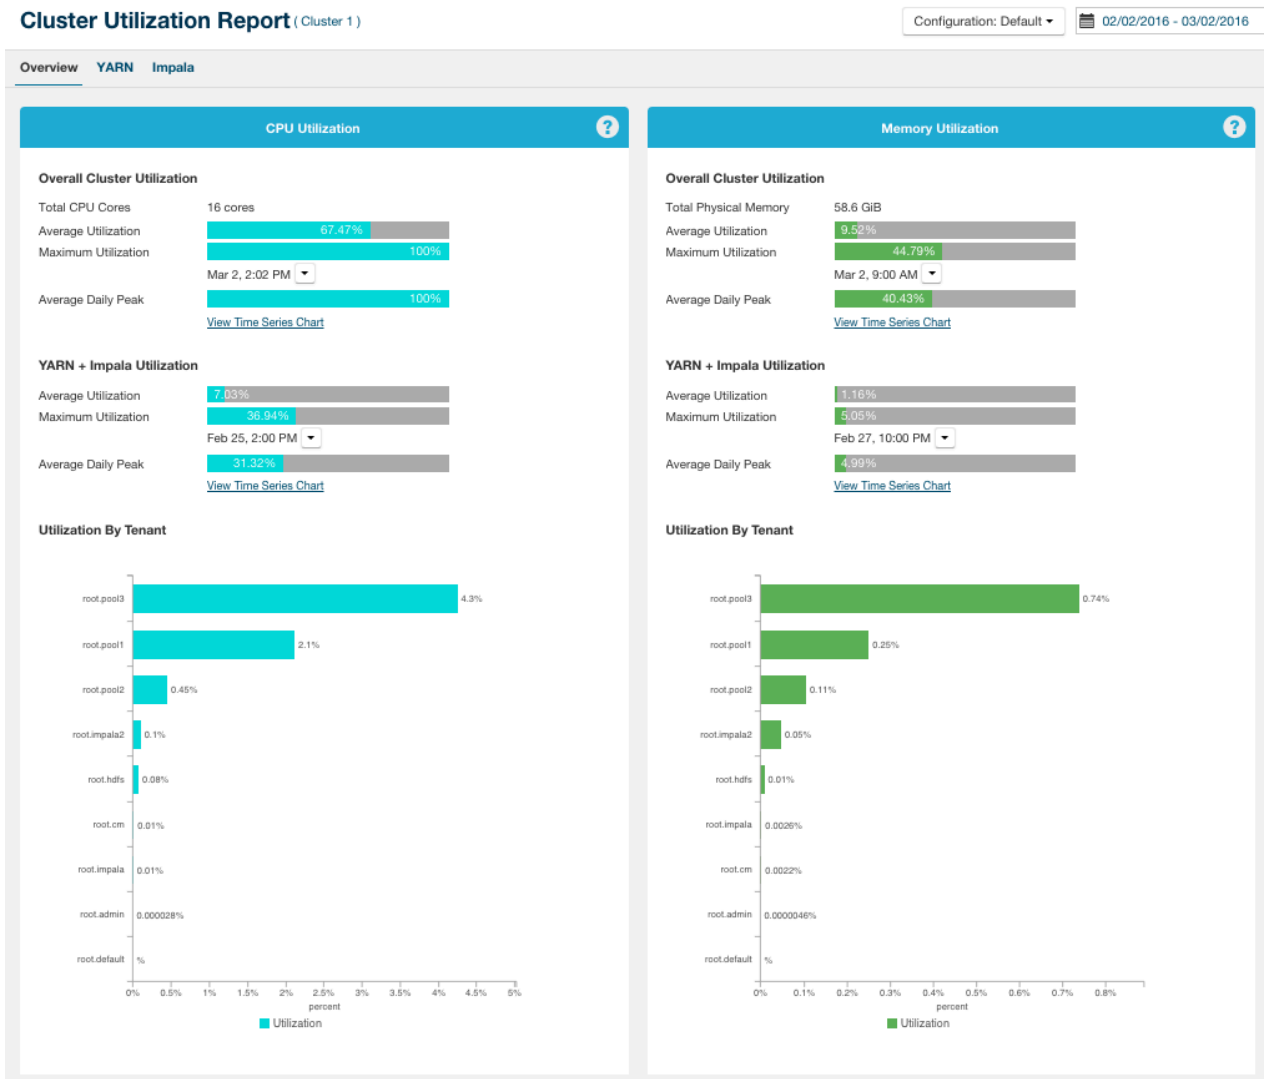 Cluster Utilization Report ( Cluster 1 )
Configuration: Default
02/02/2016 - 03/02/2016
Overview YARN Impala
CPU Utilization
?
Overall Cluster Utilization
Total CPU Cores 16 cores
Average Utilization 67.47%
Maximum Utilization 100%
Mar 2, 2:02 PM
Average Daily Peak 100%
View Time Series Chart
YARN + Impala Utilization
Average Utilization 7.03%
Maximum Utilization 36.94%
Feb 25, 2:00 PM
Average Daily Peak 31.32%
View Time Series Chart
Utilization By Tenant
root.pool3 4.3%
root.pool1 2.1%
root.pool2 0.45%
root.impala2 0.1%
root.hdfs 0.08%
root.cm 0.01%
root.impala 0.01%
root.admin 0.000028%
root.default %
0% 0.5% 1% 1.5% 2% 2.5% 3% 3.5% 4% 4.5% 5%
percent
Utilization
Memory Utilization
?
Overall Cluster Utilization
Total Physical Memory 58.6 GiB
Average Utilization 9.52%
Maximum Utilization 44.79%
Mar 2, 9:00 AM
Average Daily Peak 40.43%
View Time Series Chart
YARN + Impala Utilization
Average Utilization 1.16%
Maximum Utilization 5.05%
Feb 27, 10:00 PM
Average Daily Peak 4.99%
View Time Series Chart
Utilization By Tenant
root.pool3 0.74%
root.pool1 0.25%
root.pool2 0.11%
root.impala2 0.05%
root.hdfs 0.01%
root.impala 0.0026%
root.cm 0.0022%
root.admin 0.0000046%
root.default %
0% 0.1% 0.2% 0.3% 0.4% 0.5% 0.6% 0.7% 0.8%
percent
Utilization